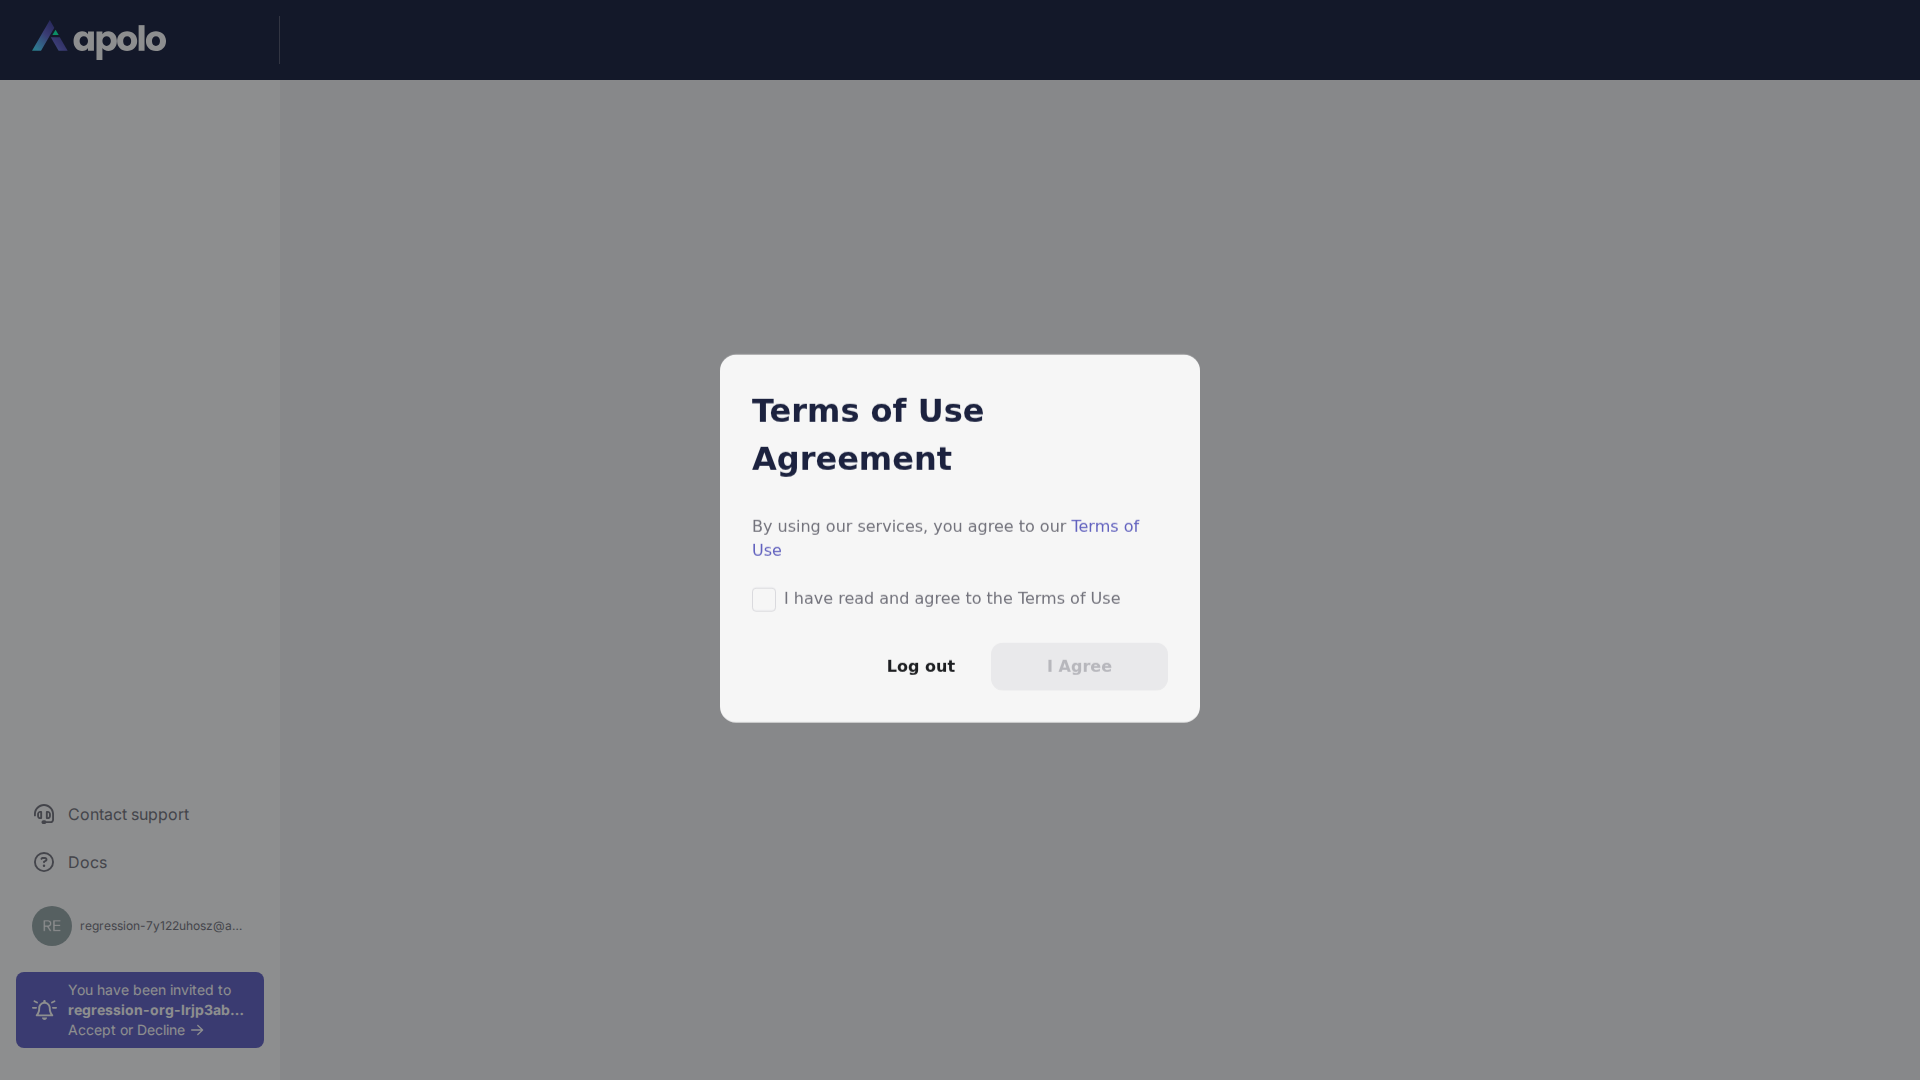 apolo
Terms of Use
Agreement
By using our services, you agree to our Terms of
Use
I have read and agree to the Terms of Use
Log out
I Agree
Contact support
Docs
RE
regression-7y122uhosz@a...
You have been invited to
regression-org-lrjp3ab...
Accept or Decline →